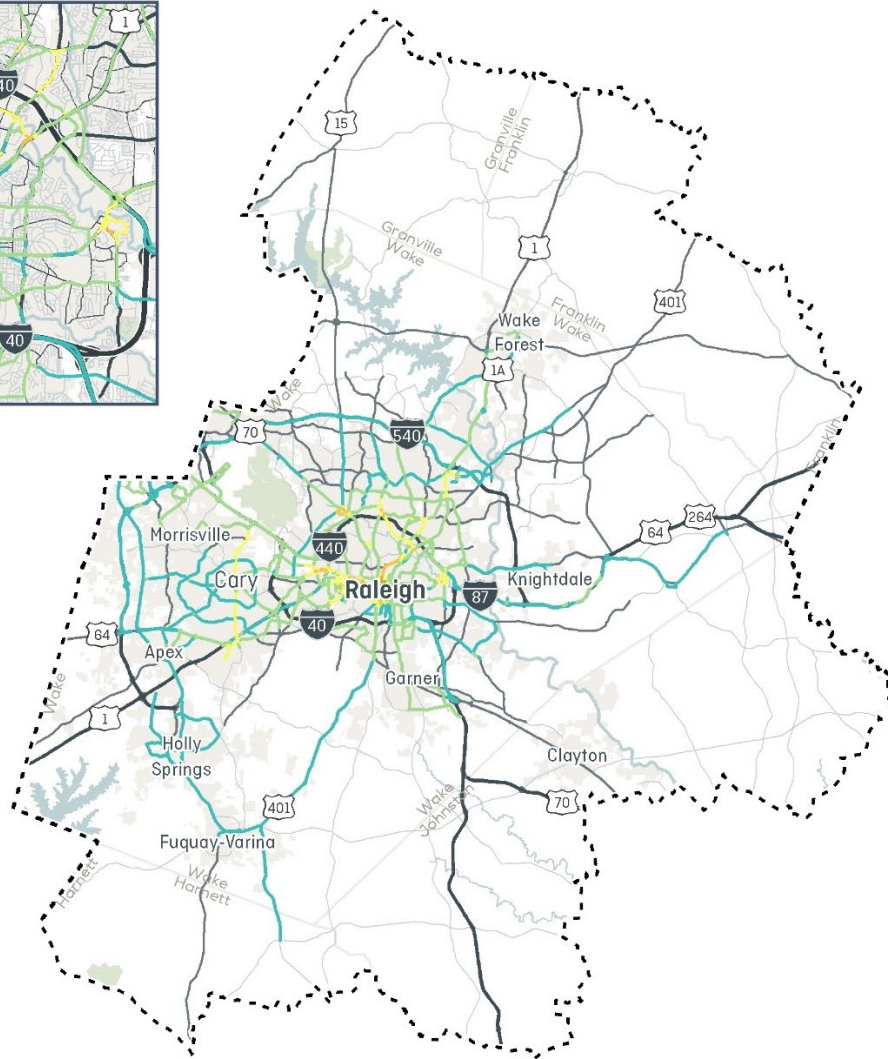 1
40
40
15
Granville
Franklin
Granville
Wake
1
401
Franklin
Wake
Wake
Forest
1A
Wake
70
540
Franklin
264
64
Morrisville
440
Cary
Raleigh
Knightdale
87
40
64
Apex
Garner
Wake
1
Holly
Springs
Clayton
401
70
Wake
Johnston
Fuquay-Varina
Harnett
Wake
Harnett